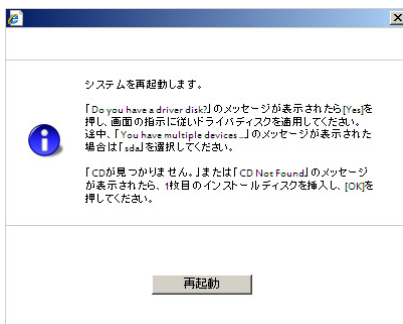 システムを再起動します。
「Do you have a driver disk?」のメッセージが表示されたら[Yes]を
押し、画面の指示に従いドライバディスクを適用してください。
途中、「You have multiple devices ...」のメッセージが表示された
場合は「sda」を選択してください。
「CDが見つかりません。」または「CD Not Found」のメッセージ
が表示されたら、1枚目のインストールディスクを挿入し、[OK]を
押してください。
再起動